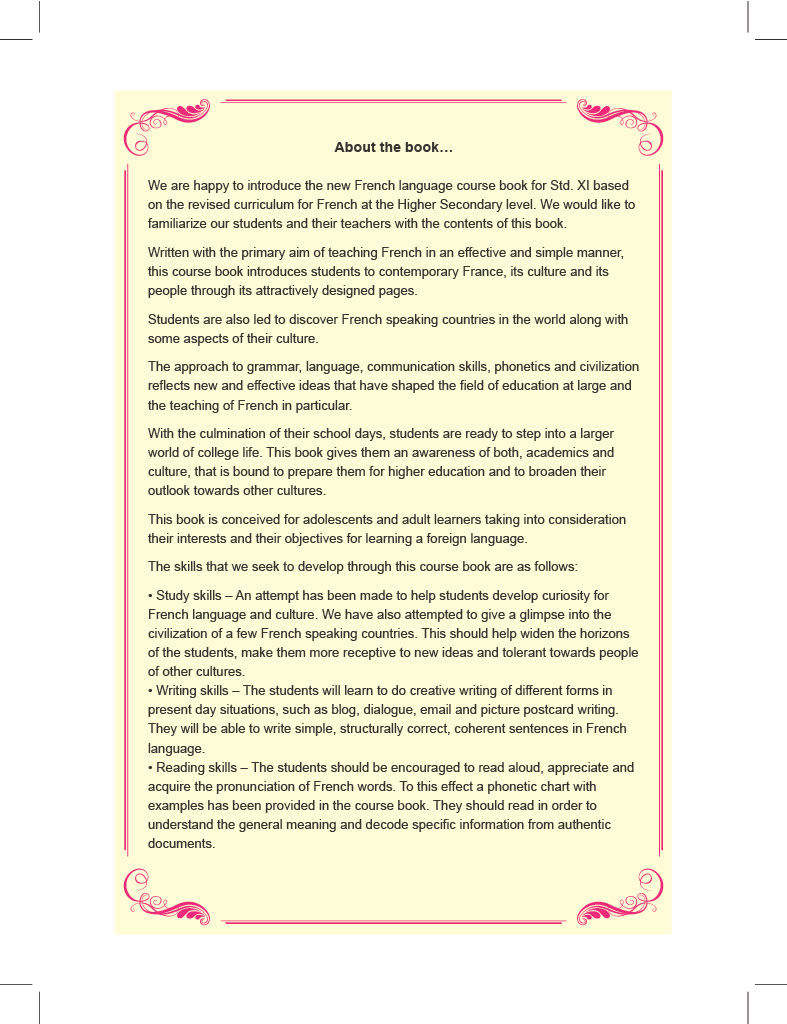 About the book…
We are happy to introduce the new French language course book for Std. XI based
on the revised curriculum for French at the Higher Secondary level. We would like to
familiarize our students and their teachers with the contents of this book.
Written with the primary aim of teaching French in an effective and simple manner,
this course book introduces students to contemporary France, its culture and its
people through its attractively designed pages.
Students are also led to discover French speaking countries in the world along with
some aspects of their culture.
The approach to grammar, language, communication skills, phonetics and civilization
reflects new and effective ideas that have shaped the field of education at large and
the teaching of French in particular.
With the culmination of their school days, students are ready to step into a larger
world of college life. This book gives them an awareness of both, academics and
culture, that is bound to prepare them for higher education and to broaden their
outlook towards other cultures.
This book is conceived for adolescents and adult learners taking into consideration
their interests and their objectives for learning a foreign language.
The skills that we seek to develop through this course book are as follows:
• Study skills – An attempt has been made to help students develop curiosity for
French language and culture. We have also attempted to give a glimpse into the
civilization of a few French speaking countries. This should help widen the horizons
of the students, make them more receptive to new ideas and tolerant towards people
of other cultures.
• Writing skills – The students will learn to do creative writing of different forms in
present day situations, such as blog, dialogue, email and picture postcard writing.
They will be able to write simple, structurally correct, coherent sentences in French
language.
• Reading skills – The students should be encouraged to read aloud, appreciate and
acquire the pronunciation of French words. To this effect a phonetic chart with
examples has been provided in the course book. They should read in order to
understand the general meaning and decode specific information from authentic
documents.